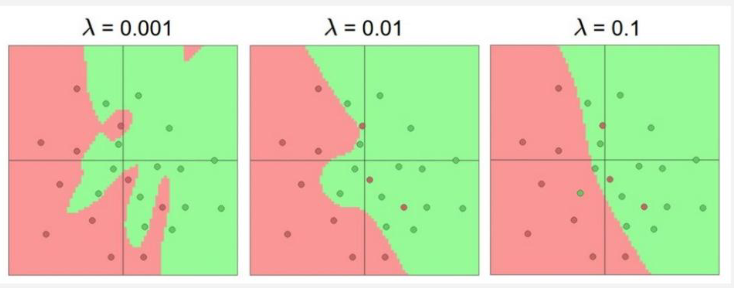 λ = 0.001
λ = 0.01
λ = 0.1